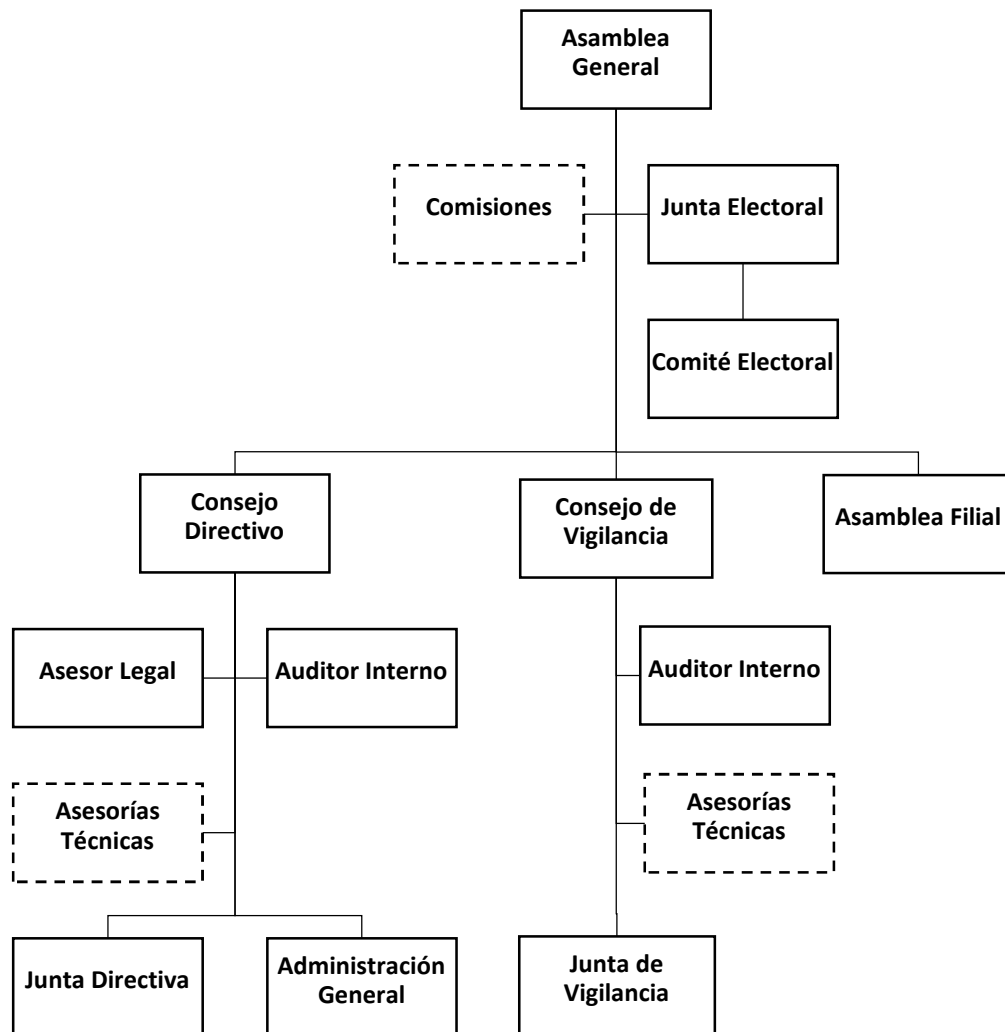 Asamblea
General
Comisiones
Junta Electoral
Comité Electoral
Consejo
Directivo
Consejo de
Vigilancia
Asamblea Filial
Asesor Legal
Auditor Interno
Auditor Interno
Asesorías
Técnicas
Asesorías
Técnicas
Junta Directiva
Administración
General
Junta de
Vigilancia